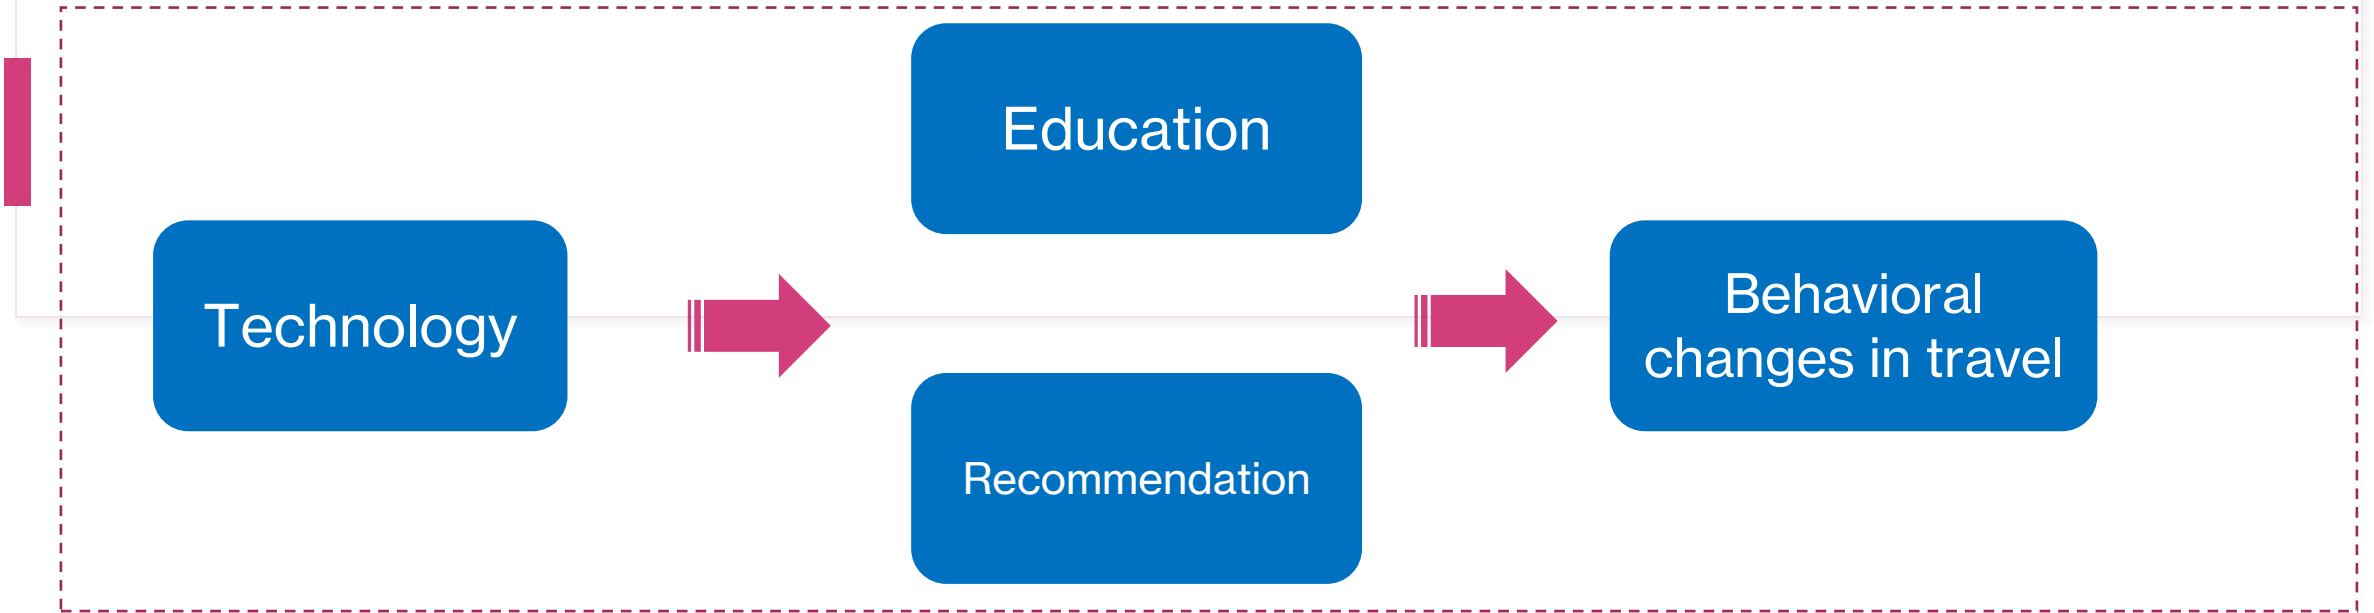 Education
Technology
Behavioral
changes in travel
Recommendation